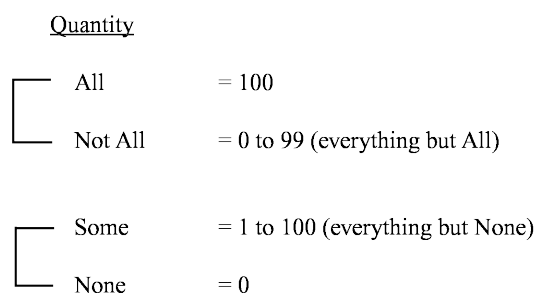 Quantity
All = 100
Not All = 0 to 99 (everything but All)
Some = 1 to 100 (everything but None)
None = 0